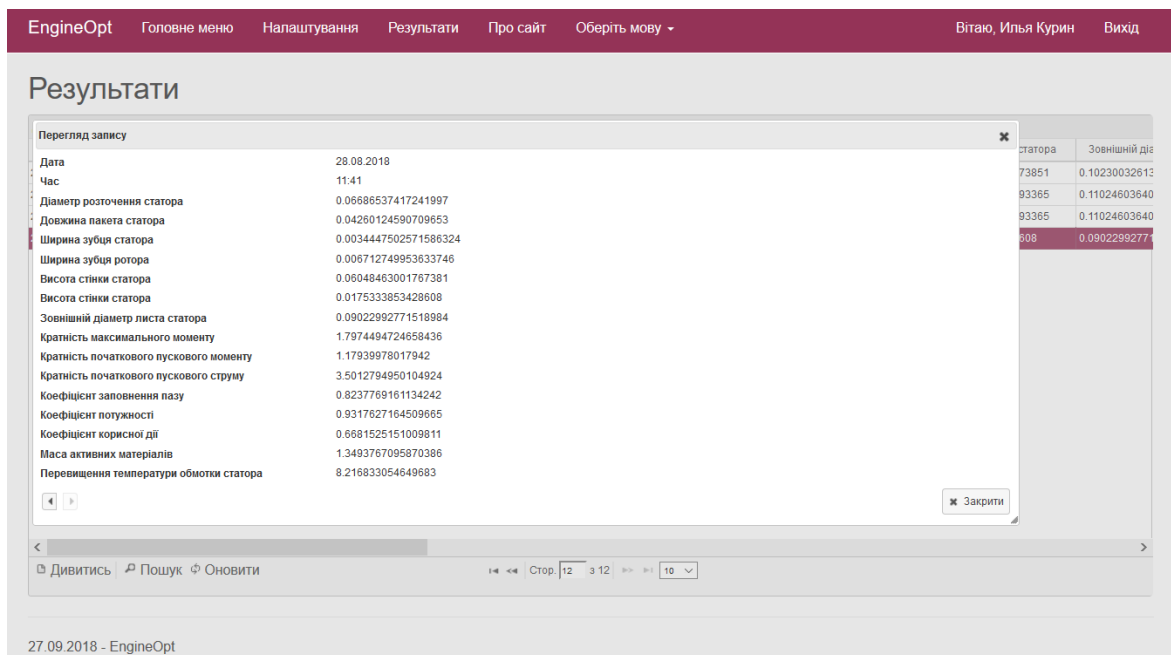 EngineOpt Головне меню Налаштування Результати Про сайт Оберіть мову Вітаю, Илья Курин Вихід
Результати
Перегляд запису
статора Зовнішній діа
Дата 28.08.2018
73851 0.10230032613
Час 11:41
93365 0.11024603640
Діаметр розточення статора 0.06686537417241997
Довжина пакета статора 0.04260124590709653
93365 0.11024603640
Ширина зубця статора 0.0034447502571586324
608 0.09022992771
Ширина зубця ротора 0.006712749953633746
Висота стінки статора 0.06048463001767381
Висота стінки статора 0.0175333853428608
Зовнішній діаметр листа статора 0.09022992771518984
Кратність максимального моменту 1.7974494724658436
Кратність початкового пускового моменту 1.17939978017942
Кратність початкового пускового струму 3.5012794950104924
Коефіцієнт заповнення пазу 0.8237769161134242
Коефіцієнт потужності 0.9317627164509665
Коефіцієнт корисної дії 0.6681525151009811
Маса активних матеріалів 1.3493767095870386
Перевищення температури обмотки статора 8.216833054649683
Закрити
Дивитись Пошук Оновити Стор. 12 з 12 10
27.09.2018 - EngineOpt